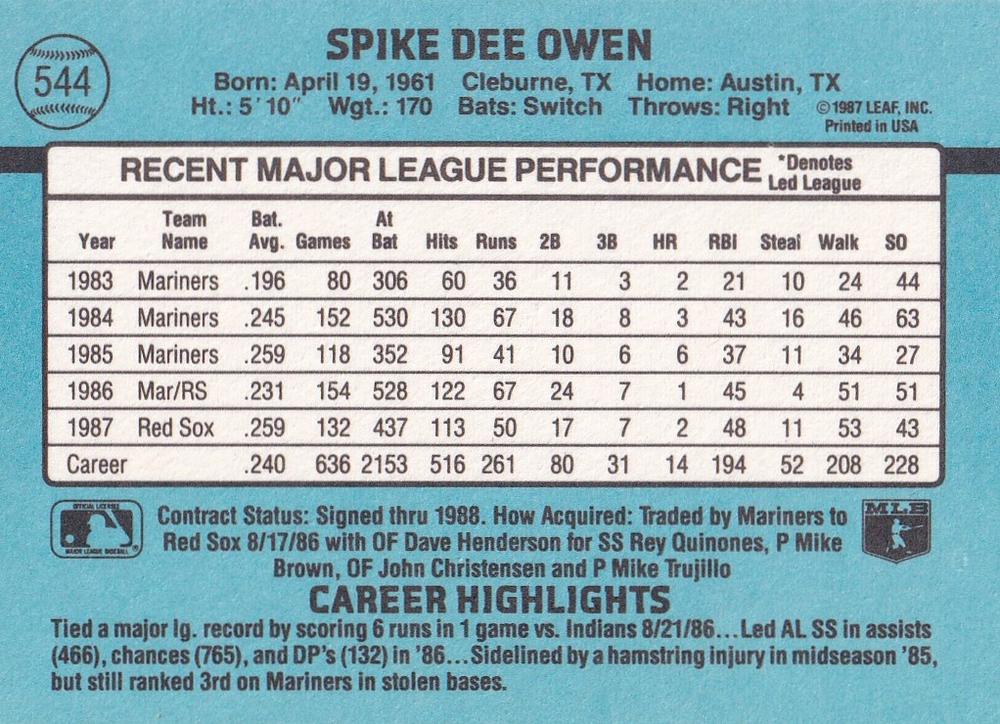 SPIKE DEE OWEN
544
Born: April 19, 1961 Cleburne, TX Home: Austin, TX
Ht.: 5'10" Wgt.: 170 Bats: Switch Throws: Right ©1987 LEAF, INC.
Printed in USA
RECENT MAJOR LEAGUE PERFORMANCE *Denotes
Led League
Team Bat. At
Year Name Avg. Games Bat Hits Runs 2B 3B HR RBI Steal Walk SO
1983 Mariners .196 80 306 60 36 11 3 2 21 10 24 44
1984 Mariners .245 152 530 130 67 18 8 3 43 16 46 63
1985 Mariners .259 118 352 91 41 10 6 6 37 11 34 27
1986 Mar/RS .231 154 528 122 67 24 7 1 45 4 51 51
1987 Red Sox .259 132 437 113 50 17 7 2 48 11 53 43
Career .240 636 2153 516 261 80 31 14 194 52 208 228
OFFICIAL LICENSEE
MAJOR LEAGUE BASEBALL ®
MLB
Contract Status: Signed thru 1988. How Acquired: Traded by Mariners to
Red Sox 8/17/86 with OF Dave Henderson for SS Rey Quinones, P Mike
Brown, OF John Christensen and P Mike Trujillo
CAREER HIGHLIGHTS
Tied a major lg. record by scoring 6 runs in 1 game vs. Indians 8/21/86...Led AL SS in assists
(466), chances (765), and DP's (132) in '86...Sidelined by a hamstring injury in midseason '85,
but still ranked 3rd on Mariners in stolen bases.